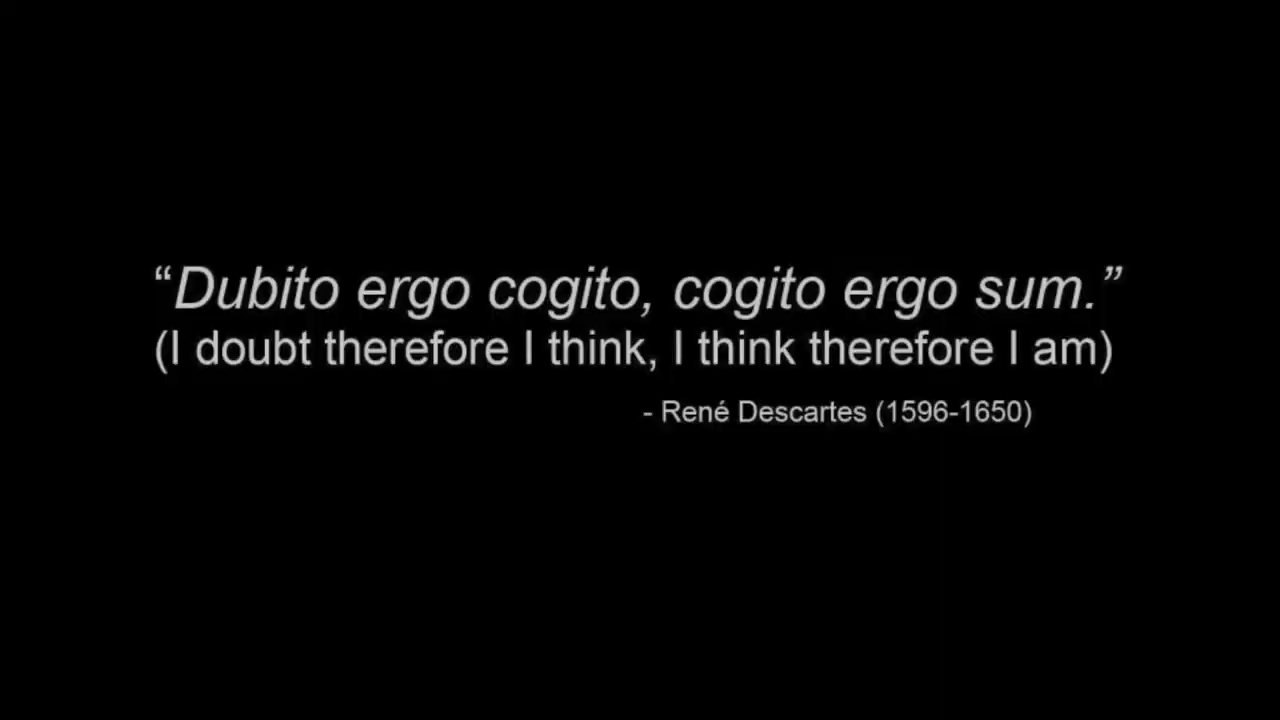 “Dubito ergo cogito, cogito ergo sum.”
(I doubt therefore I think, I think therefore I am)
- René Descartes (1596-1650)